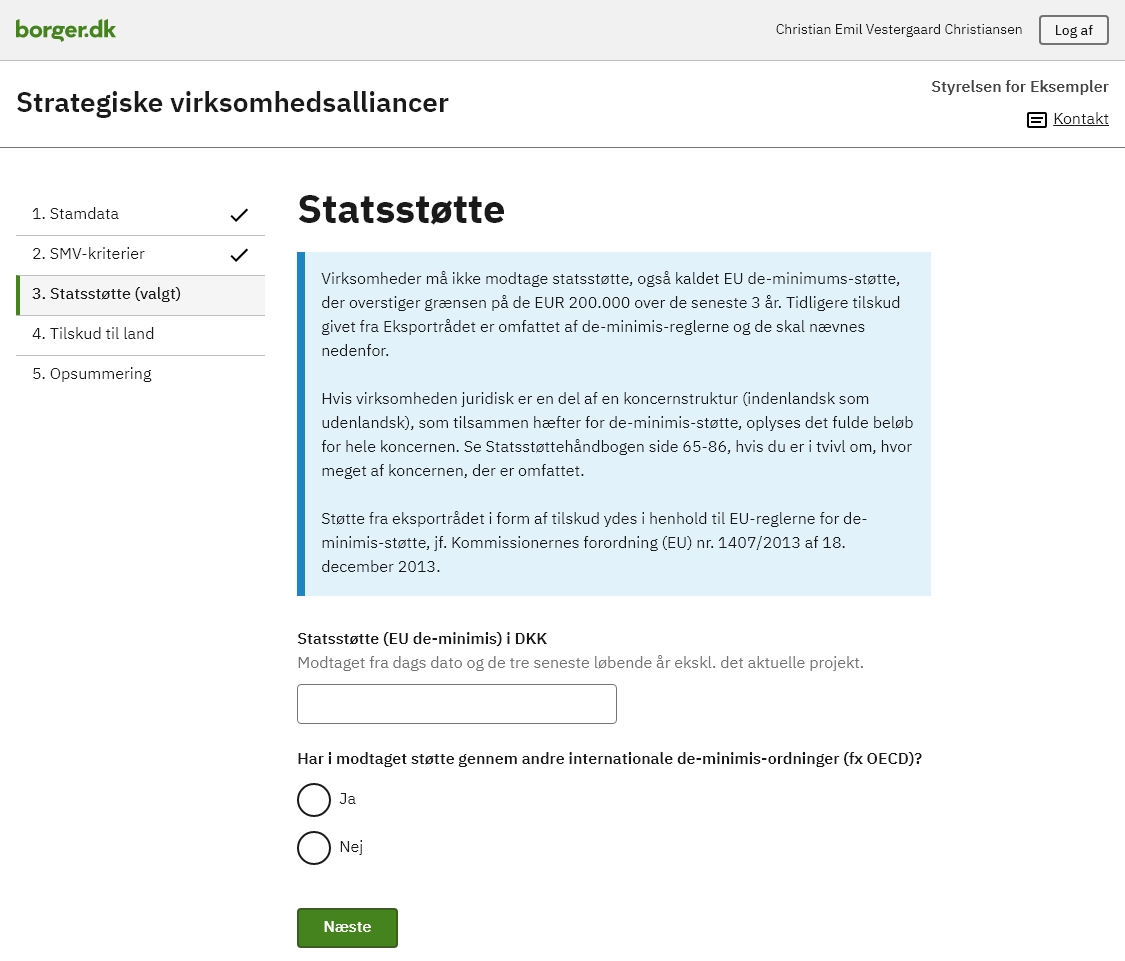 borger.dk
Christian Emil Vestergaard Christiansen
Log af
Strategiske virksomhedsalliancer
Styrelsen for Eksempler
Kontakt
1. Stamdata
2. SMV-kriterier
3. Statsstøtte (valgt)
4. Tilskud til land
5. Opsummering
Statsstøtte
Virksomheder må ikke modtage statsstøtte, også kaldet EU de-minimums-støtte,
der overstiger grænsen på de EUR 200.000 over de seneste 3 år. Tidligere tilskud
givet fra Eksportrådet er omfattet af de-minimis-reglerne og de skal nævnes
nedenfor.
Hvis virksomheden juridisk er en del af en koncernstruktur (indenlandsk som
udenlandsk), som tilsammen hæfter for de-minimis-støtte, oplyses det fulde beløb
for hele koncernen. Se Statsstøttehåndbogen side 65-86, hvis du er i tvivl om, hvor
meget af koncernen, der er omfattet.
Støtte fra eksportrådet i form af tilskud ydes i henhold til EU-reglerne for de-
minimis-støtte, jf. Kommissionernes forordning (EU) nr. 1407/2013 af 18.
december 2013.
Statsstøtte (EU de-minimis) i DKK
Modtaget fra dags dato og de tre seneste løbende år ekskl. det aktuelle projekt.
Har i modtaget støtte gennem andre internationale de-minimis-ordninger (fx OECD)?
Ja
Nej
Næste